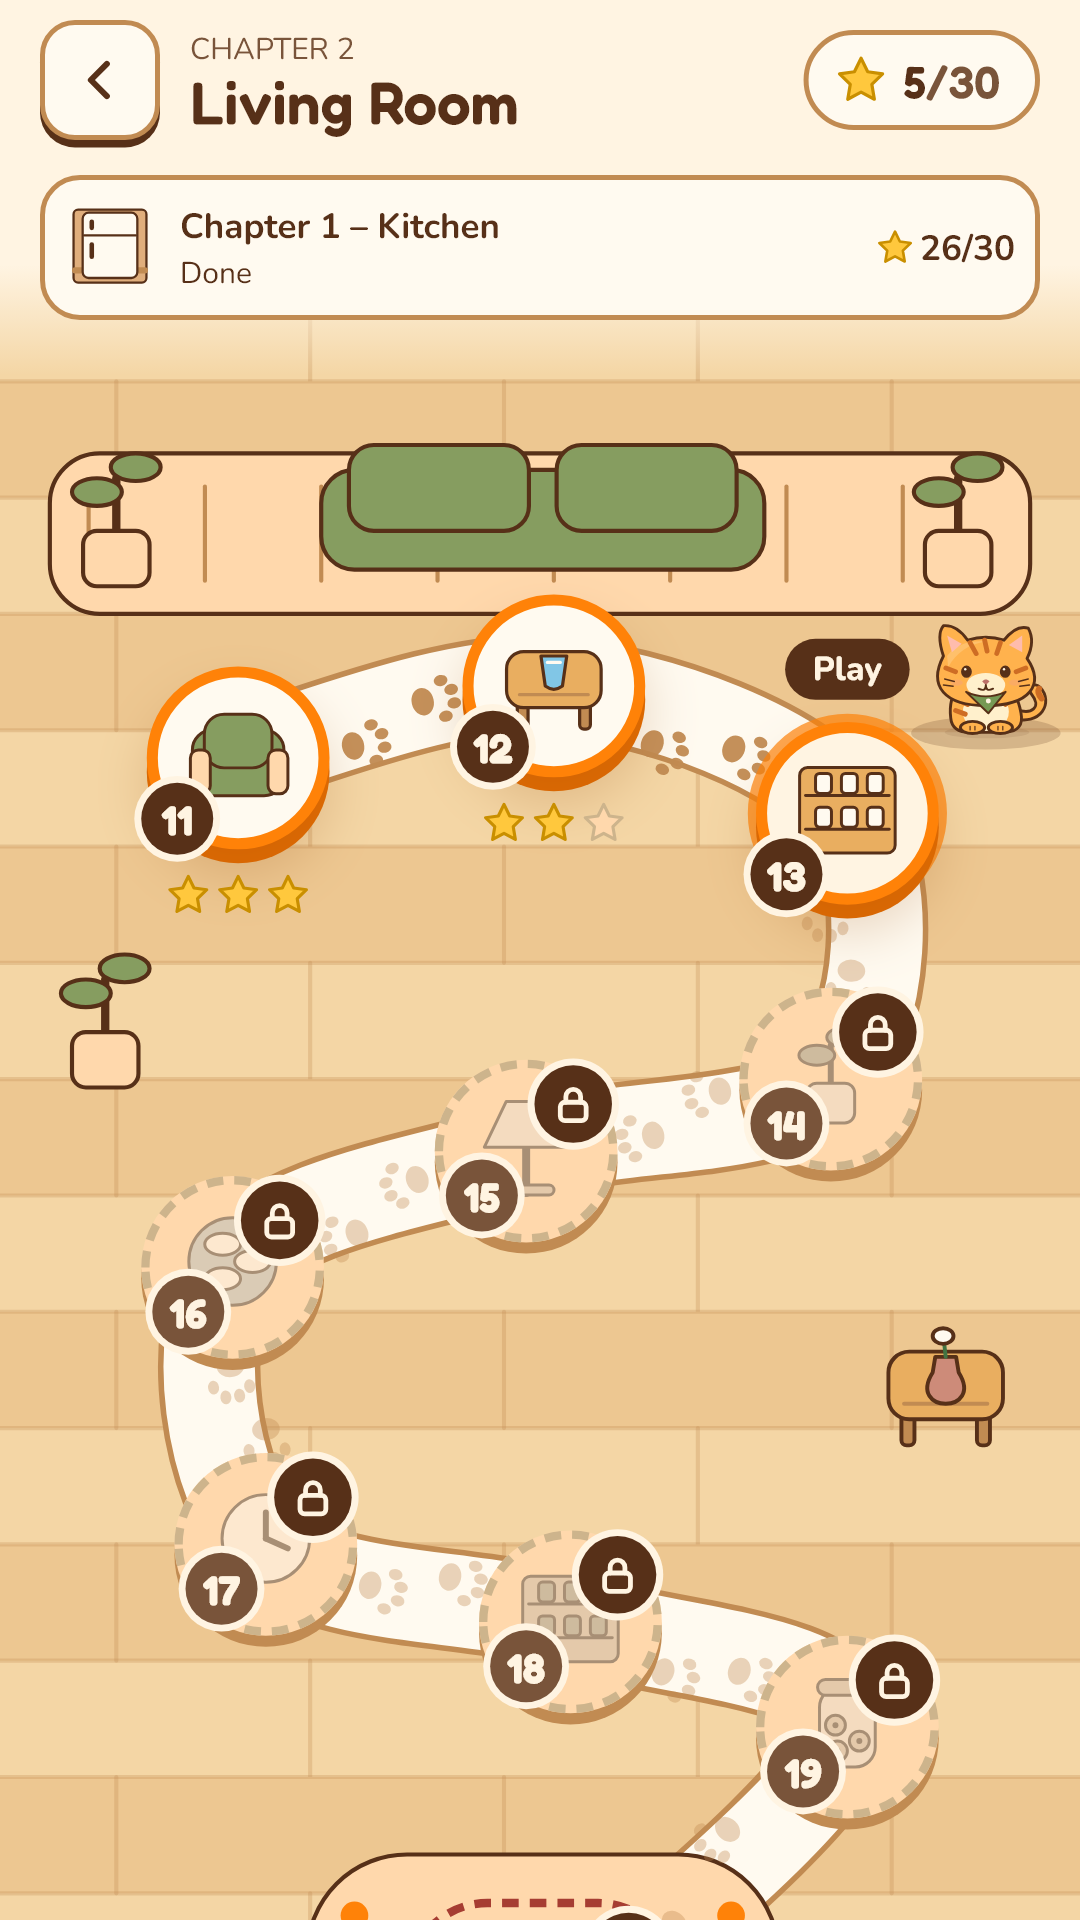 CHAPTER 2
Living Room
5/30
Chapter 1 – Kitchen
Done
26/30
Play
12
11
13
14
15
16
17
18
19